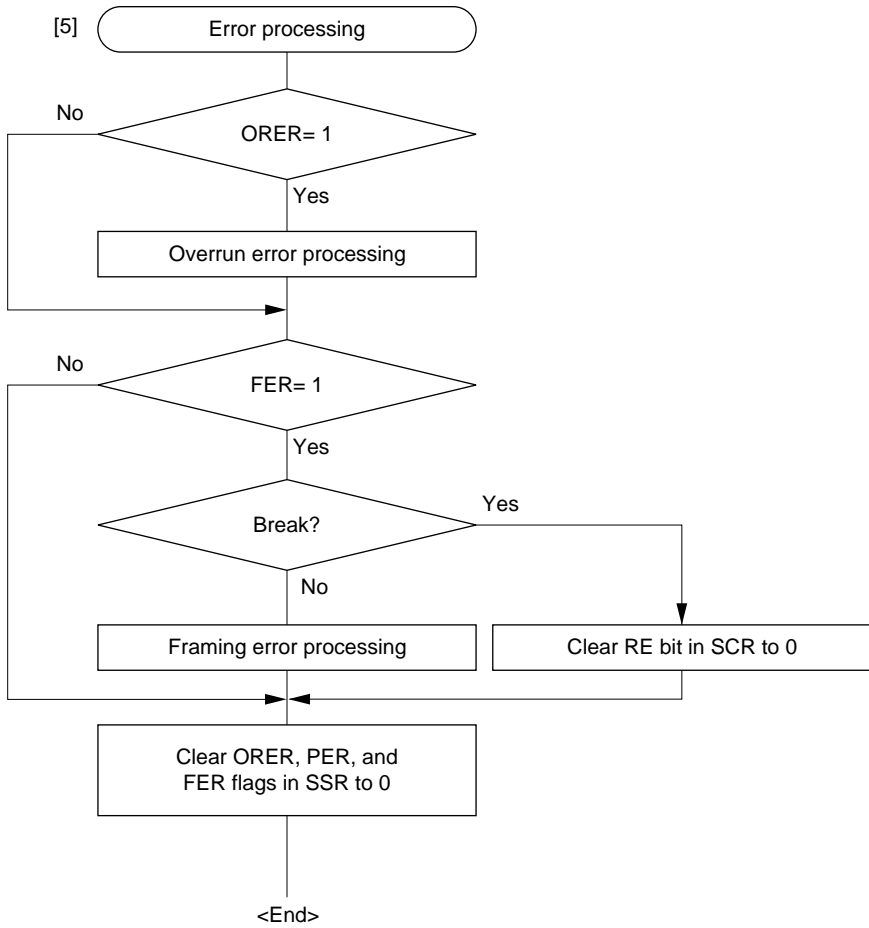 [5] Error processing
No
ORER= 1
Yes
Overrun error processing
No
FER= 1
Yes
Break?
Yes
No
Framing error processing
Clear RE bit in SCR to 0
Clear ORER, PER, and
FER flags in SSR to 0
<End>